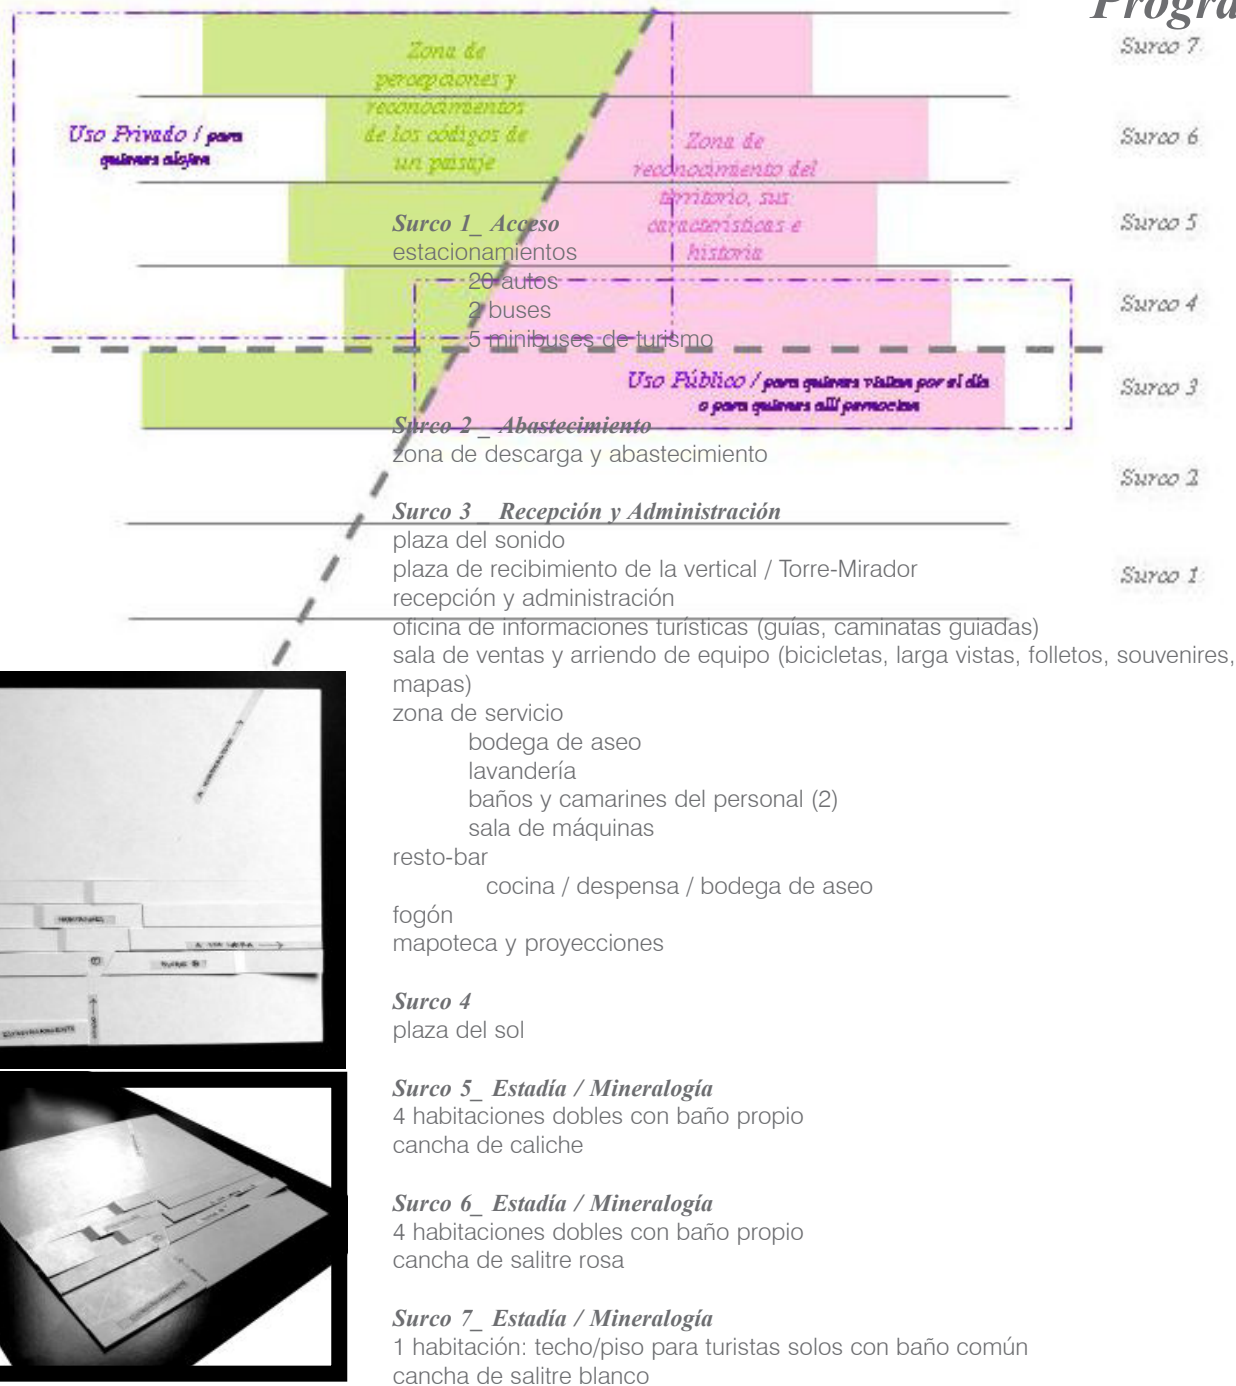 Progra
Surco 7
Surco 6
Surco 5
Surco 4
Surco 3
Surco 2
Surco 1
Zona de
percepciones y
reconocimientos
de los códigos de
un paisaje
Uso Privado / para
quienes alojen
Zona de
reconocimiento del
territorio, sus
características e
historia
Uso Público / para quienes visitan por el día
o para quienes allí pernoctan
Surco 1_ Acceso
estacionamientos
20 autos
2 buses
5 minibuses de turismo
Surco 2 _ Abastecimiento
zona de descarga y abastecimiento
Surco 3 _ Recepción y Administración
plaza del sonido
plaza de recibimiento de la vertical / Torre-Mirador
recepción y administración
oficina de informaciones turísticas (guías, caminatas guiadas)
sala de ventas y arriendo de equipo (bicicletas, larga vistas, folletos, souvenires,
mapas)
zona de servicio
bodega de aseo
lavandería
baños y camarines del personal (2)
sala de máquinas
resto-bar
cocina / despensa / bodega de aseo
fogón
mapoteca y proyecciones
Surco 4
plaza del sol
Surco 5_ Estadía / Mineralogía
4 habitaciones dobles con baño propio
cancha de caliche
Surco 6_ Estadía / Mineralogía
4 habitaciones dobles con baño propio
cancha de salitre rosa
Surco 7_ Estadía / Mineralogía
1 habitación: techo/piso para turistas solos con baño común
cancha de salitre blanco